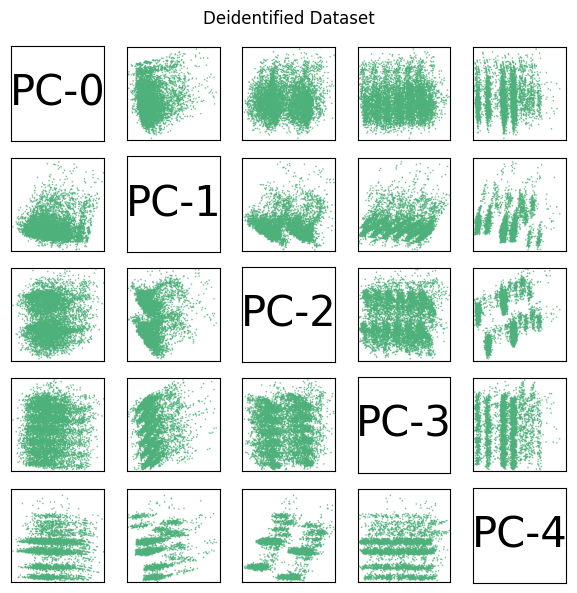 Deidentified Dataset
PC-0
PC-1
PC-2
PC-3
PC-4